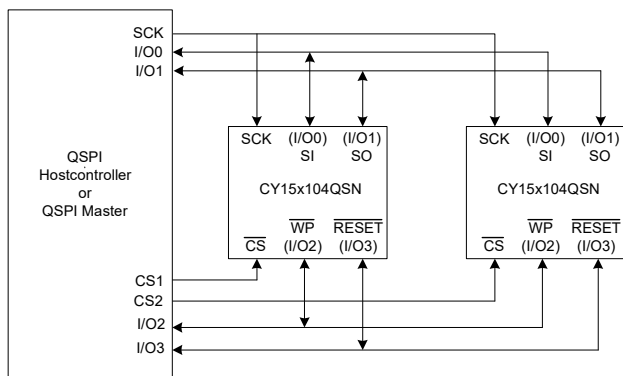 SCK
I/O0
I/O1
SCK (I/O0) (I/O1)
SI SO
SCK (I/O0) (I/O1)
SI SO
QSPI
Hostcontroller
or
QSPI Master
CY15x104QSN
CY15x104QSN
WP RESET
CS (I/O2) (I/O3)
WP RESET
CS (I/O2) (I/O3)
CS1
CS2
I/O2
I/O3